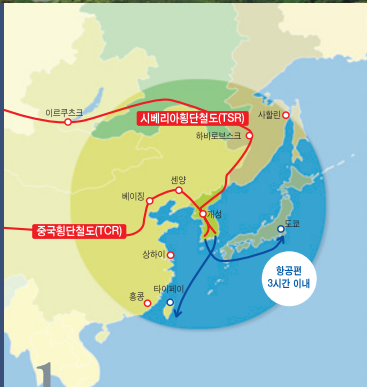 이르쿠츠크
시베리아횡단철도(TSR)
사할린
하바로브스크
센양
베이징
개성
중국횡단철도(TCR)
도쿄
상하이
항공편
3시간 이내
타이페이
홍콩
1